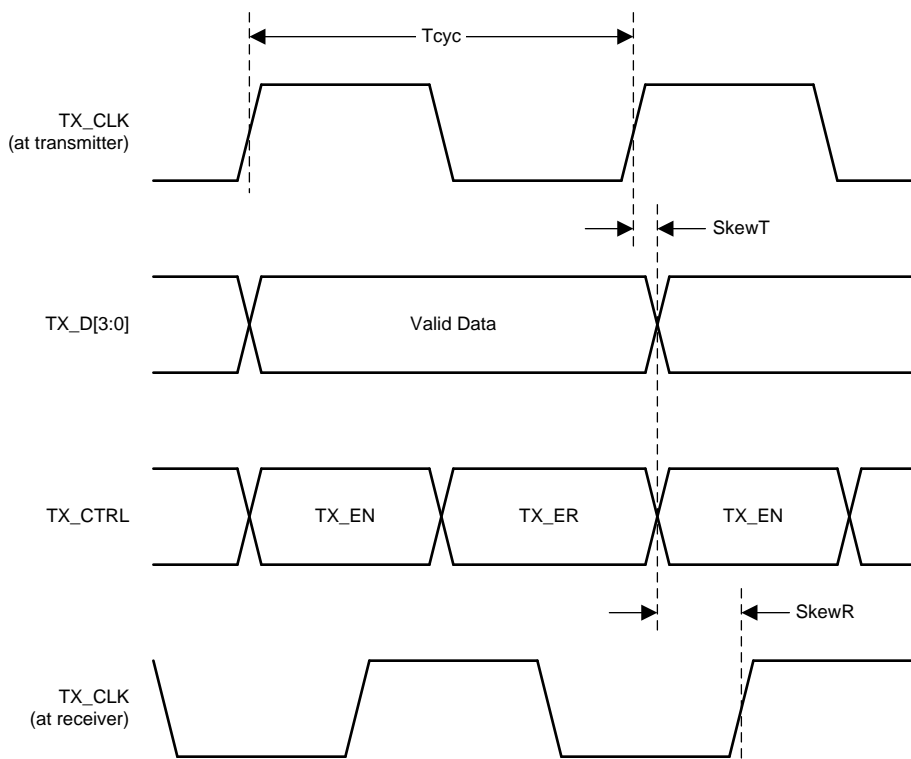 Tcyc
TX_CLK
(at transmitter)
SkewT
TX_D[3:0]
Valid Data
TX_CTRL
TX_EN
TX_ER
TX_EN
SkewR
TX_CLK
(at receiver)